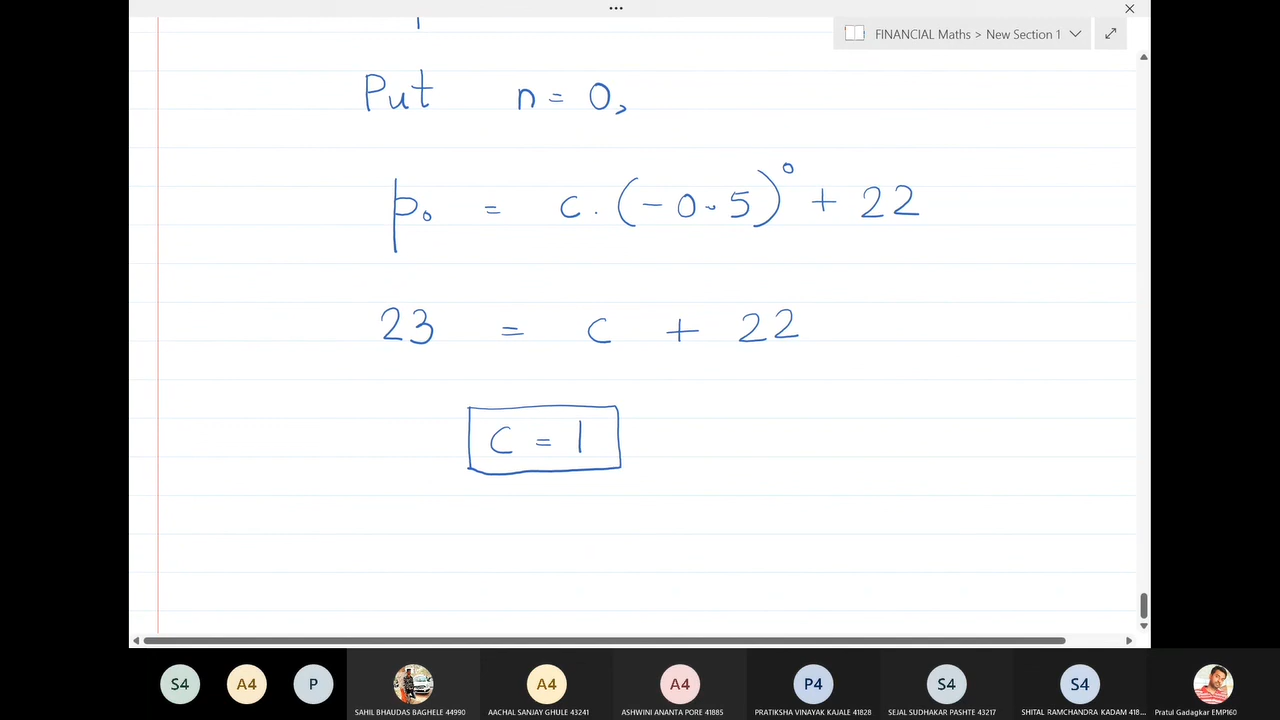 FINANCIAL Maths > New Section 1
Put n = 0,
p₀ = c · (-0.5)⁰ + 22
23 = c + 22
c = 1
S4 A4 P A4 A4 P4 S4 S4
SAHIL BHAUDAS BAGHELE 44990 AACHAL SANJAY GHULE 43241 ASHWINI ANANTA PORE 41885 PRATIKSHA VINAYAK KAJALE 41828 SEJAL SUDHAKAR PASHTE 43217 SHITAL RAMCHANDRA KADAM 418... Pratul Gadagkar EMP160